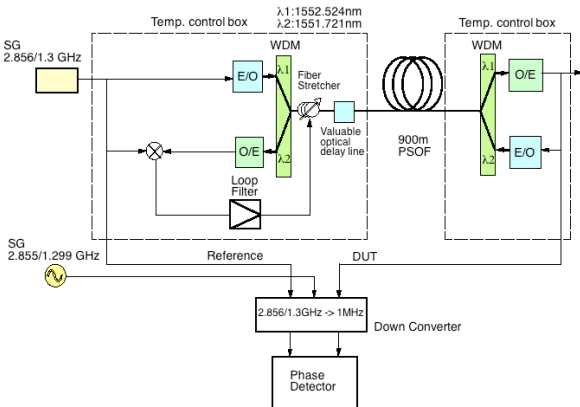 λ1:1552.524nm
λ2:1551.721nm
Temp. control box
Temp. control box
SG
2.856/1.3 GHz
WDM
WDM
E/O
λ1
Fiber
Stretcher
λ1
O/E
O/E
λ2
Valuable
optical
delay line
900m
PSOF
λ2
E/O
Loop
Filter
SG
2.855/1.299 GHz
Reference
DUT
2.856/1.3GHz -> 1MHz
Down Converter
Phase
Detector